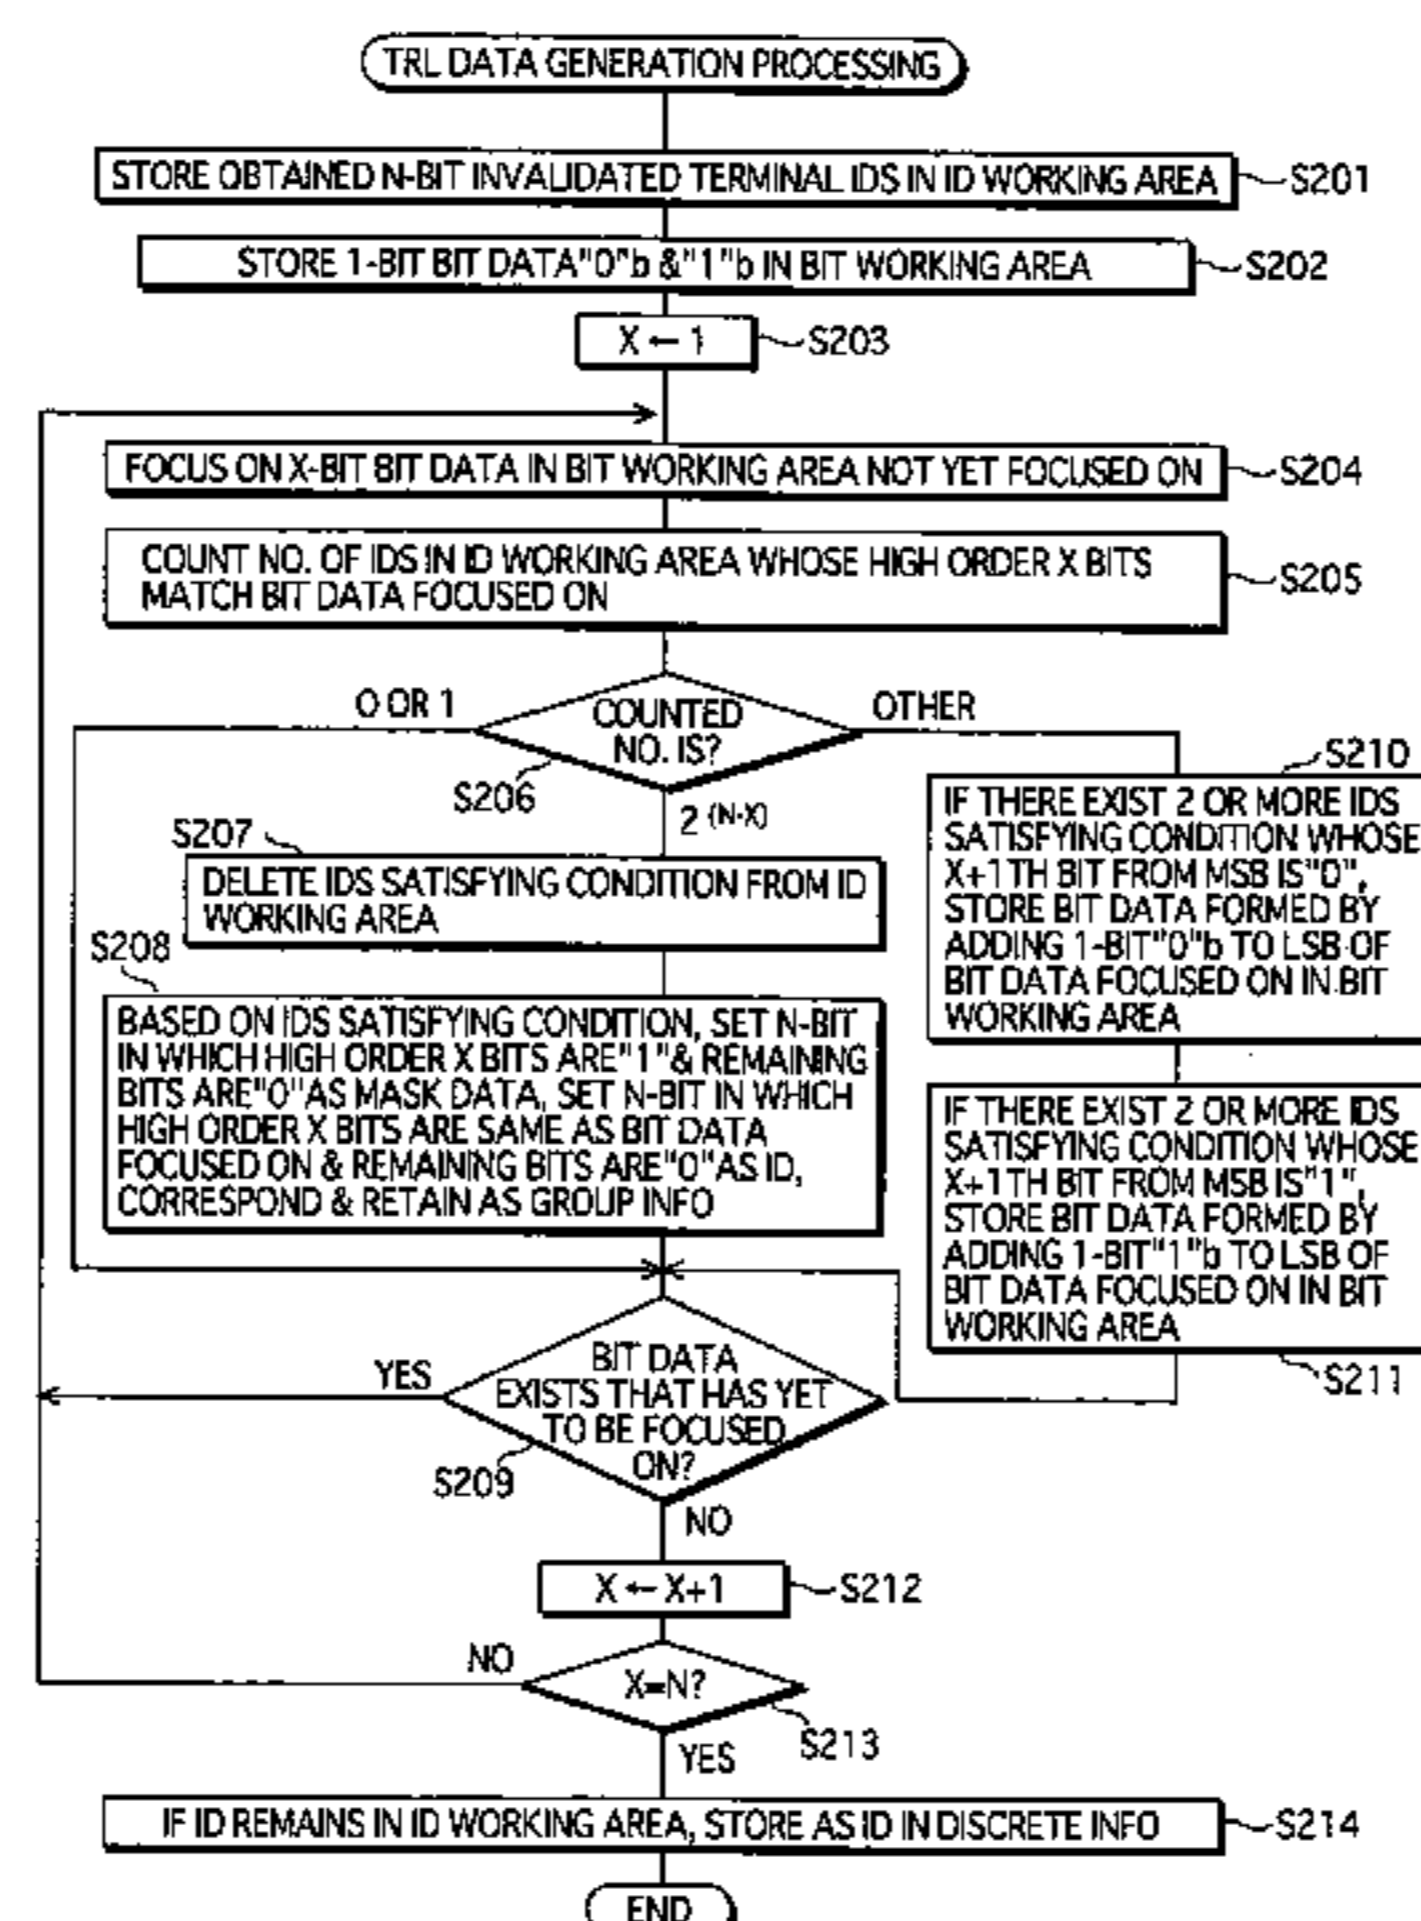 TRL DATA GENERATION PROCESSING
STORE OBTAINED N-BIT INVALIDATED TERMINAL IDS IN ID WORKING AREA
S201
STORE 1-BIT BIT DATA"0"b &"1"b IN BIT WORKING AREA
S202
X ← 1
S203
FOCUS ON X-BIT BIT DATA IN BIT WORKING AREA NOT YET FOCUSED ON
S204
COUNT NO. OF IDS IN ID WORKING AREA WHOSE HIGH ORDER X BITS
MATCH BIT DATA FOCUSED ON
S205
0 OR 1
COUNTED
NO. IS?
OTHER
S206
2 (N-X)
S207
DELETE IDS SATISFYING CONDITION FROM ID
WORKING AREA
S208
BASED ON IDS SATISFYING CONDITION, SET N-BIT
IN WHICH HIGH ORDER X BITS ARE"1"& REMAINING
BITS ARE"0"AS MASK DATA, SET N-BIT IN WHICH
HIGH ORDER X BITS ARE SAME AS BIT DATA
FOCUSED ON & REMAINING BITS ARE"0"AS ID,
CORRESPOND & RETAIN AS GROUP INFO
S210
IF THERE EXIST 2 OR MORE IDS
SATISFYING CONDITION WHOSE
X+1TH BIT FROM MSB IS"0",
STORE BIT DATA FORMED BY
ADDING 1-BIT"0"b TO LSB OF
BIT DATA FOCUSED ON IN BIT
WORKING AREA
IF THERE EXIST 2 OR MORE IDS
SATISFYING CONDITION WHOSE
X+1TH BIT FROM MSB IS"1",
STORE BIT DATA FORMED BY
ADDING 1-BIT"1"b TO LSB OF
BIT DATA FOCUSED ON IN BIT
WORKING AREA
S211
YES
BIT DATA
EXISTS THAT HAS YET
TO BE FOCUSED
ON?
S209
NO
X ← X+1
S212
NO
X=N?
S213
YES
IF ID REMAINS IN ID WORKING AREA, STORE AS ID IN DISCRETE INFO
S214
END